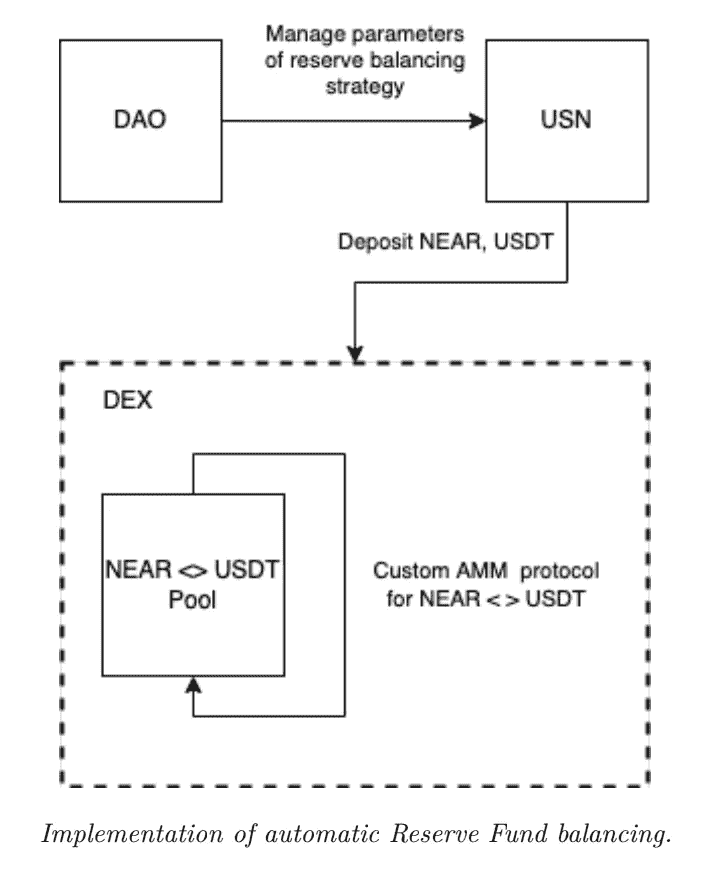 Manage parameters
of reserve balancing
strategy
DAO
USN
Deposit NEAR, USDT
DEX
NEAR <> USDT
Pool
Custom AMM protocol
for NEAR < > USDT
Implementation of automatic Reserve Fund balancing.